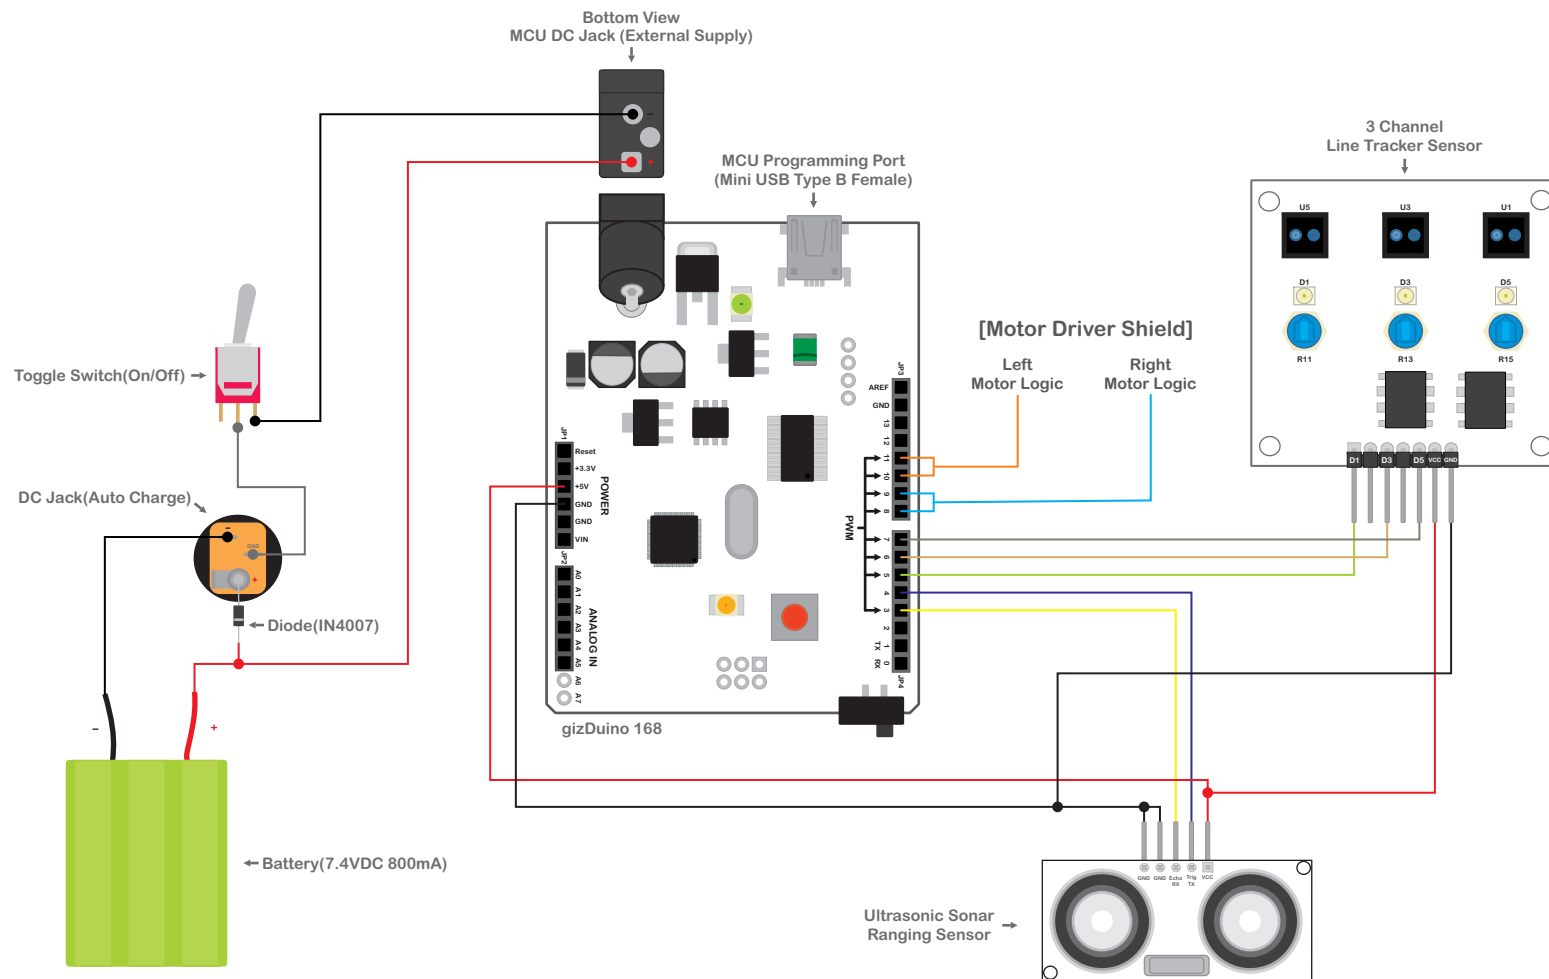 Bottom View
MCU DC Jack (External Supply)
−
+
MCU Programming Port
(Mini USB Type B Female)
3 Channel
Line Tracker Sensor
U5
U3
U1
D1
D3
D5
R11
R13
R15
D1
D3
D5
VCC
GND
Toggle Switch(On/Off)
DC Jack(Auto Charge)
-
GND
+
Diode(IN4007)
−
+
Battery(7.4VDC 800mA)
[Motor Driver Shield]
Left
Motor Logic
Right
Motor Logic
JP3
AREF
GND
13
12
11
10
9
8
PWM
7
6
5
4
3
2
TX 1
RX 0
JP4
JP1
Reset
+3.3V
+5V
GND
GND
VIN
POWER
JP2
A0
A1
A2
A3
A4
A5
A6
A7
ANALOG IN
gizDuino 168
GND
GND
Echo
RX
Trig
TX
VCC
Ultrasonic Sonar
Ranging Sensor